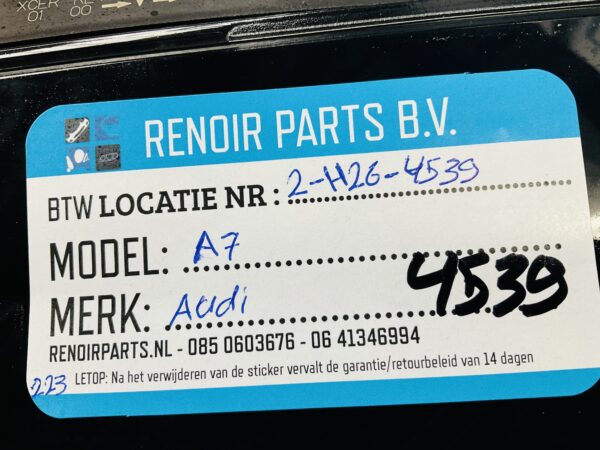 RENOIR PARTS B.V.
BTW LOCATIE NR : 2-H26-4539
MODEL: A7
MERK: Audi
4539
RENOIRPARTS.NL - 085 0603676 - 06 41346994
LETOP: Na het verwijderen van de sticker vervalt de garantie/retourbeleid van 14 dagen
223